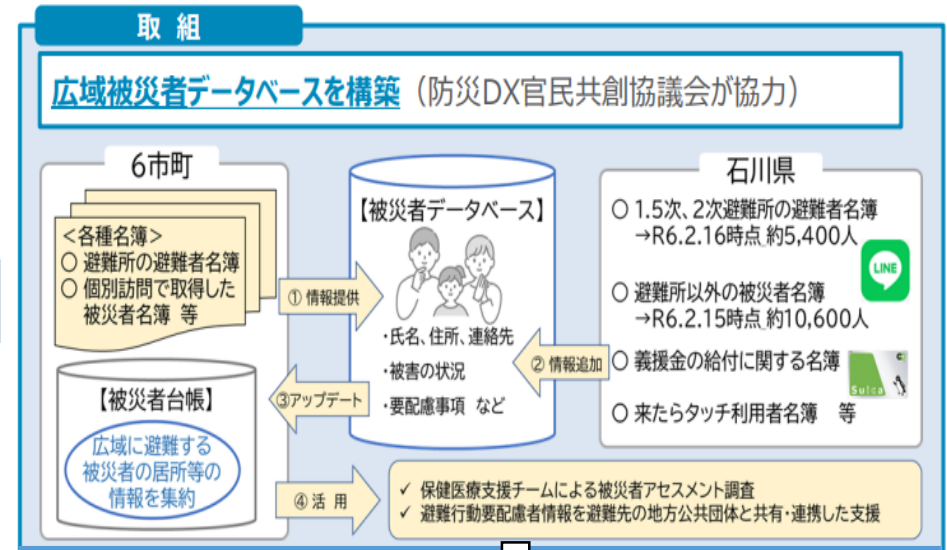 取 組
広域被災者データベースを構築（防災DX官民共創協議会が協力）
6市町
＜各種名簿＞
○ 避難所の避難者名簿
○ 個別訪問で取得した
被災者名簿 等
① 情報提供
【被災者データベース】
・氏名、住所、連絡先
・被害の状況
・要配慮事項 など
石川県
○ 1.5次、2次避難所の避難者名簿
→R6.2.16時点 約5,400人
LINE
○ 避難所以外の被災者名簿
→R6.2.15時点 約10,600人
② 情報追加
○ 義援金の給付に関する名簿
Suica
○ 来たらタッチ利用者名簿 等
③アップデート
【被災者台帳】
広域に避難する
被災者の居所等の
情報を集約
④ 活 用
✓ 保健医療支援チームによる被災者アセスメント調査
✓ 避難行動要配慮者情報を避難先の地方公共団体と共有・連携した支援